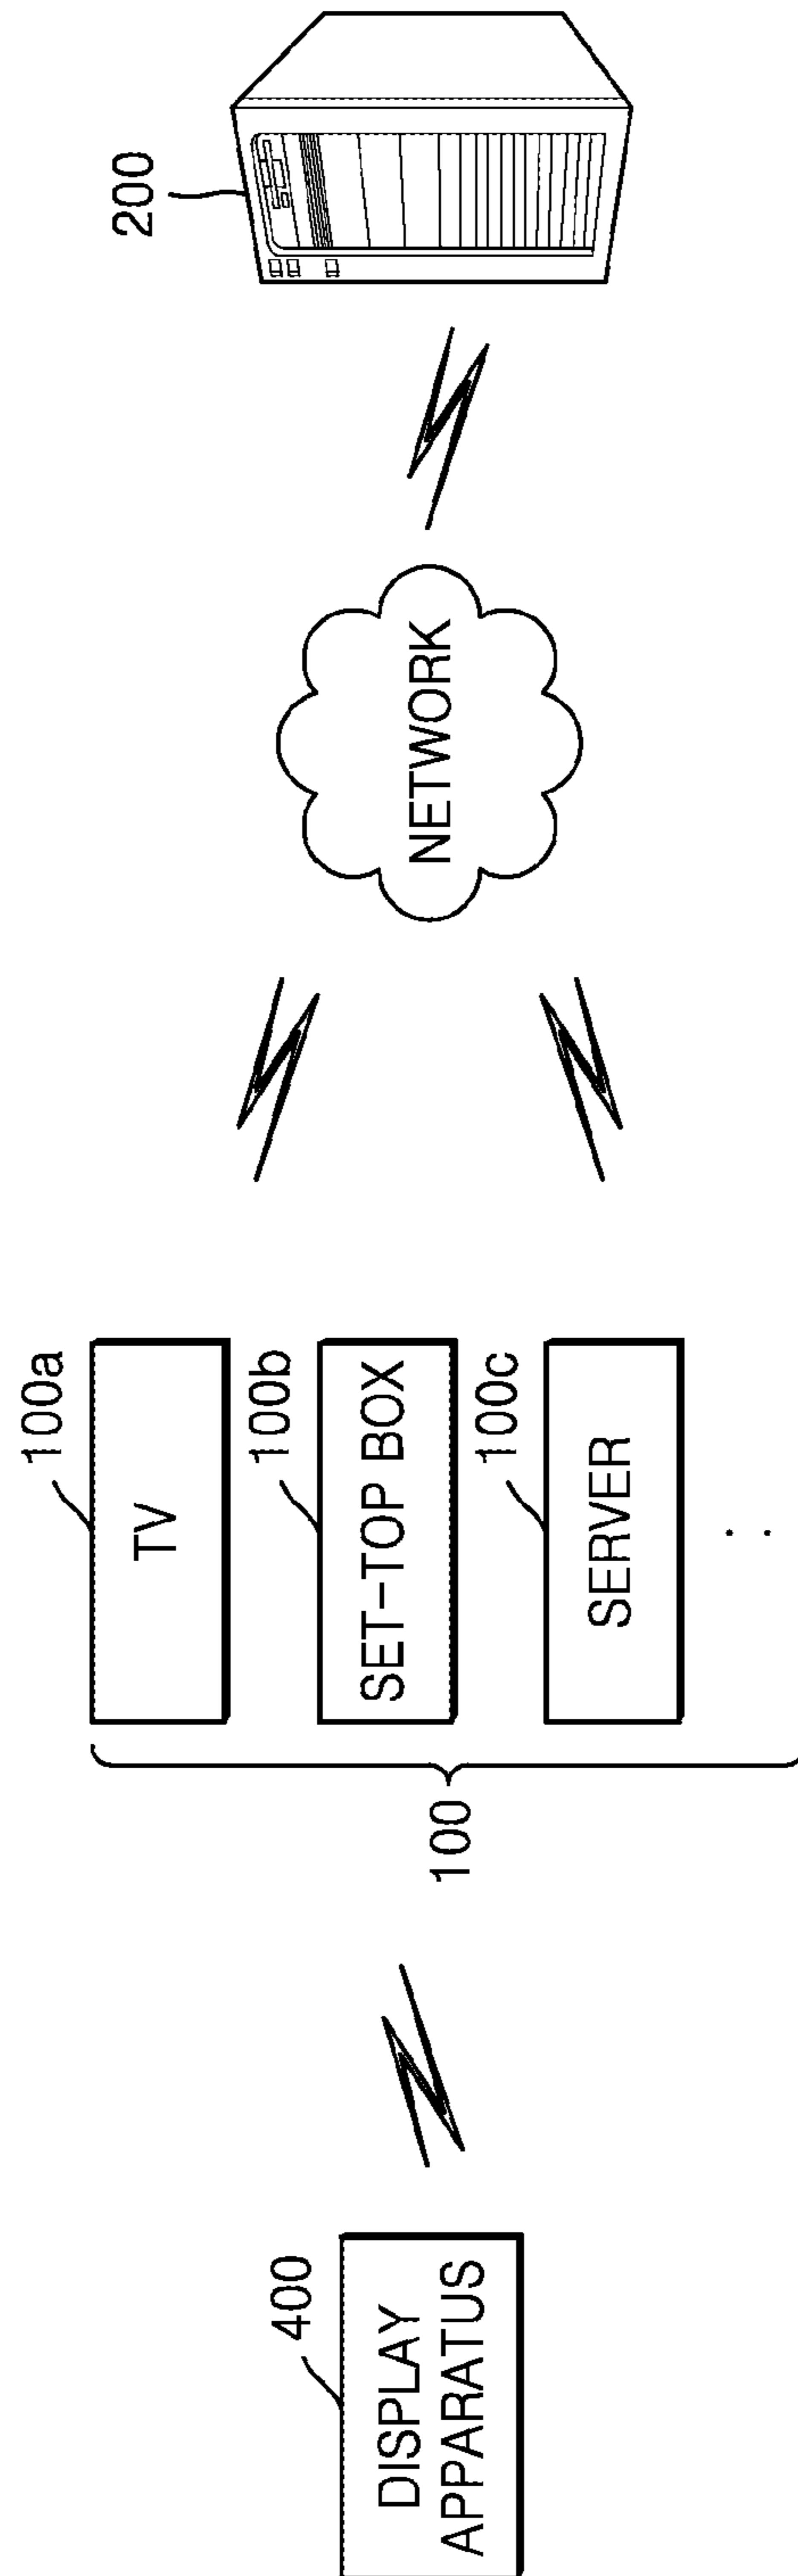 400
DISPLAY
APPARATUS
100
100a
TV
100b
SET-TOP BOX
100c
SERVER
NETWORK
200